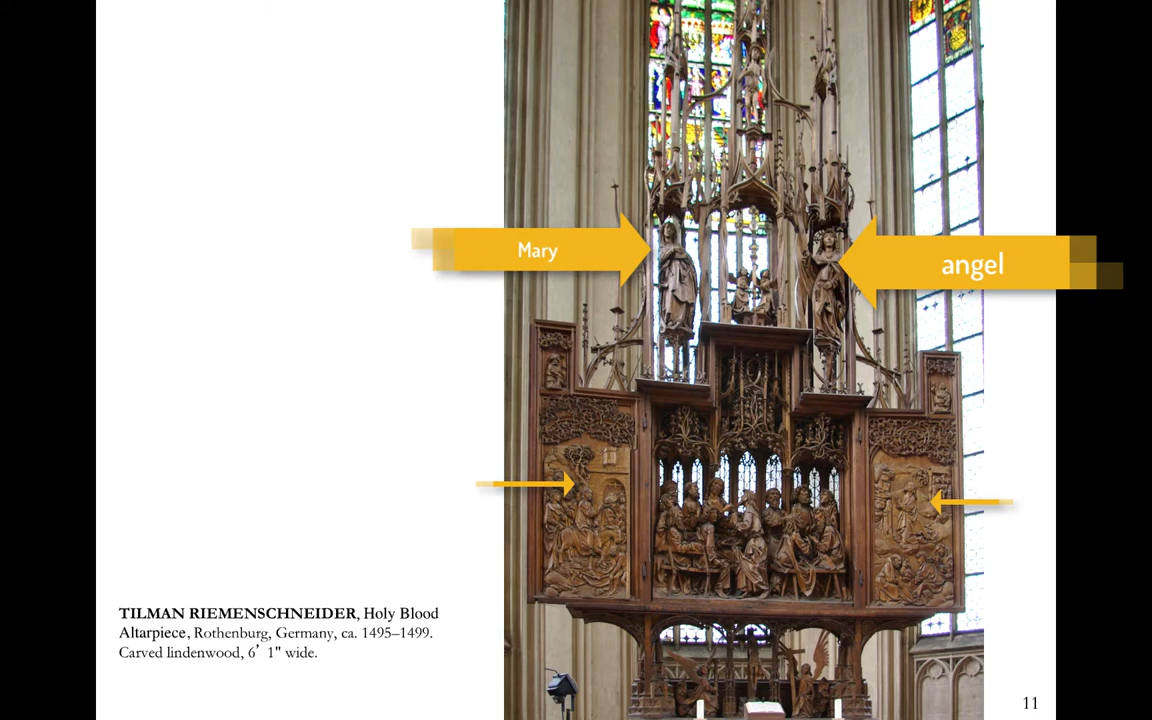 Mary
angel
TILMAN RIEMENSCHNEIDER, Holy Blood
Altarpiece, Rothenburg, Germany, ca. 1495–1499.
Carved lindenwood, 6’ 1" wide.
11